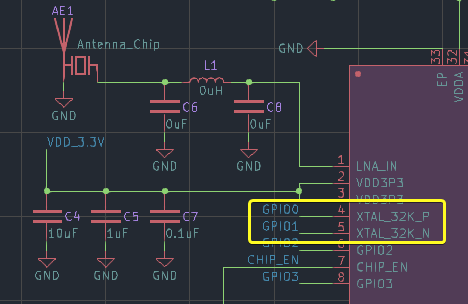 AE1
Antenna_Chip
GND
33
32
EP
VDDA
L1
0uH
C6
0uF
C8
0uF
GND
GND
GND
VDD_3.3V
1 LNA_IN
2 VDD3P3
3 VDD3P3
GPIO0 4 XTAL_32K_P
GPIO1 5 XTAL_32K_N
GPIO2 6 GPIO2
CHIP_EN 7 CHIP_EN
GPIO3 8 GPIO3
C4
10uF
C5
1uF
C7
0.1uF
GND
GND
GND